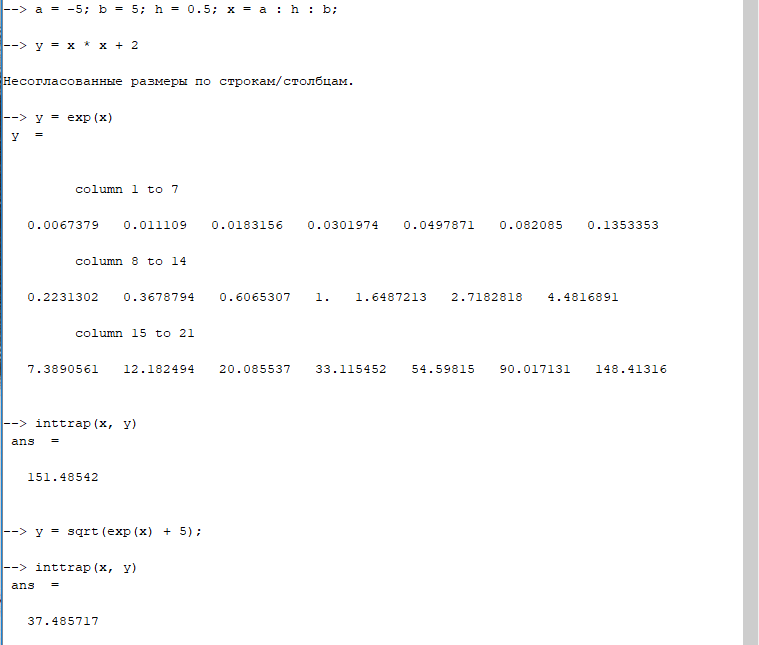 --> a = -5; b = 5; h = 0.5; x = a : h : b;
--> y = x * x + 2
Несогласованные размеры по строкам/столбцам.
--> y = exp(x)
y =
column 1 to 7
0.0067379 0.011109 0.0183156 0.0301974 0.0497871 0.082085 0.1353353
column 8 to 14
0.2231302 0.3678794 0.6065307 1. 1.6487213 2.7182818 4.4816891
column 15 to 21
7.3890561 12.182494 20.085537 33.115452 54.59815 90.017131 148.41316
--> inttrap(x, y)
ans =
151.48542
--> y = sqrt(exp(x) + 5);
--> inttrap(x, y)
ans =
37.485717